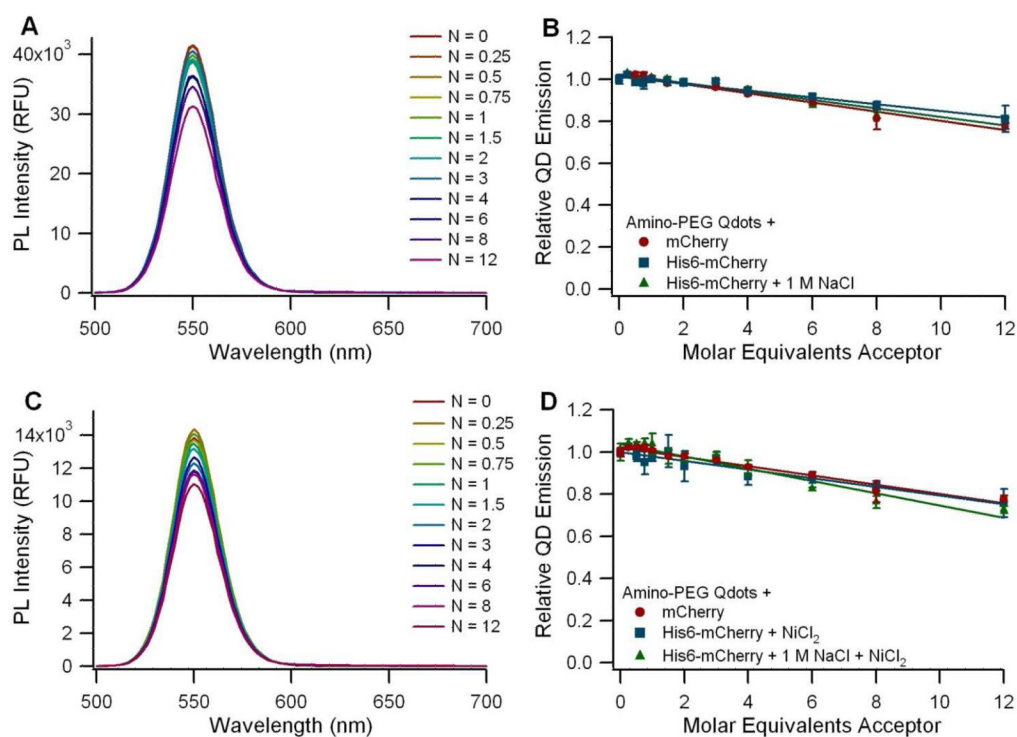 A
40x10³
30
20
10
0
PL Intensity (RFU)
500
550
600
650
700
Wavelength (nm)
N = 0
N = 0.25
N = 0.5
N = 0.75
N = 1
N = 1.5
N = 2
N = 3
N = 4
N = 6
N = 8
N = 12
B
1.2
1.0
0.8
0.6
0.4
0.2
0.0
Relative QD Emission
Amino-PEG Qdots +
mCherry
His6-mCherry
His6-mCherry + 1 M NaCl
0
2
4
6
8
10
12
Molar Equivalents Acceptor
C
14x10³
12
10
8
6
4
2
0
PL Intensity (RFU)
500
550
600
650
700
Wavelength (nm)
N = 0
N = 0.25
N = 0.5
N = 0.75
N = 1
N = 1.5
N = 2
N = 3
N = 4
N = 6
N = 8
N = 12
D
1.2
1.0
0.8
0.6
0.4
0.2
0.0
Relative QD Emission
Amino-PEG Qdots +
mCherry
His6-mCherry + NiCl₂
His6-mCherry + 1 M NaCl + NiCl₂
0
2
4
6
8
10
12
Molar Equivalents Acceptor